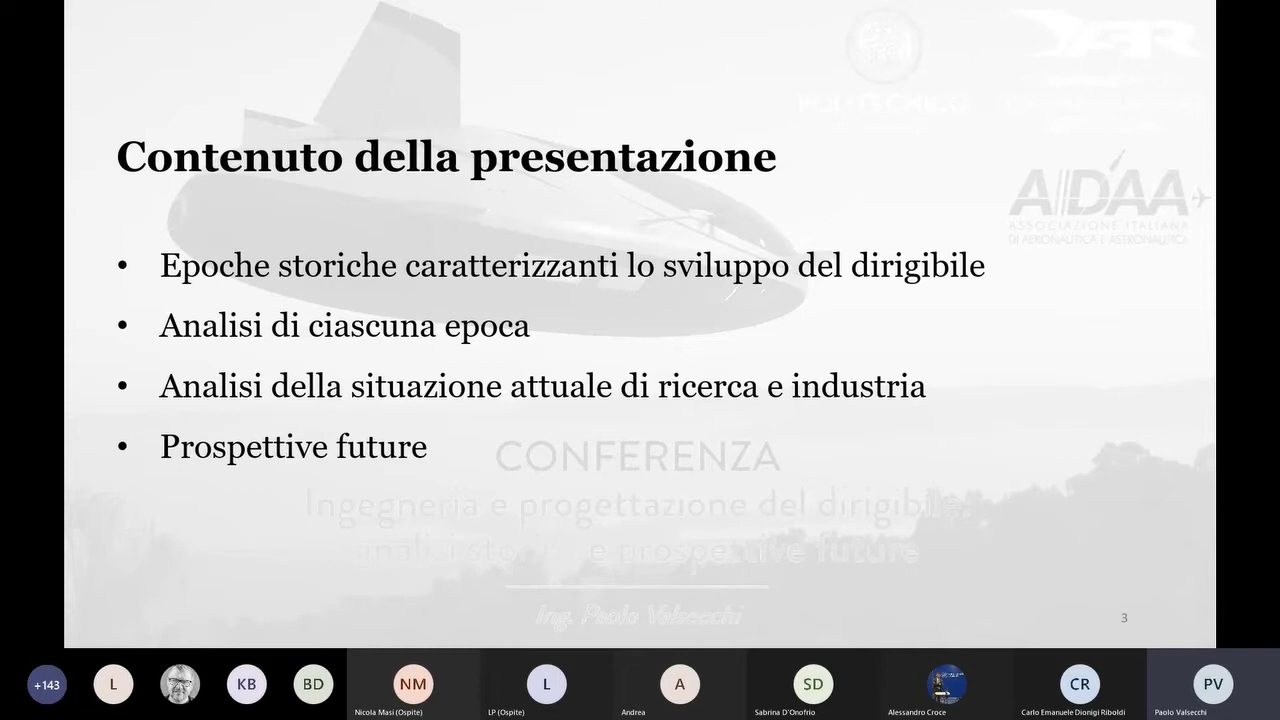 AIDAA
ASSOCIAZIONE ITALIANA
DI AERONAUTICA E ASTRONAUTICA
Contenuto della presentazione
• Epoche storiche caratterizzanti lo sviluppo del dirigibile
• Analisi di ciascuna epoca
• Analisi della situazione attuale di ricerca e industria
• Prospettive future
CONFERENZA
Ingegneria e progettazione del dirigibile:
analisi storica e prospettive future
Ing. Paolo Valsecchi
3
+143
L
KB
BD
NM
L
A
SD
CR
PV
Nicola Masi (Ospite)
LP (Ospite)
Andrea
Sabrina D'Onofrio
Alessandro Croce
Carlo Emanuele Dionigi Riboldi
Paolo Valsecchi